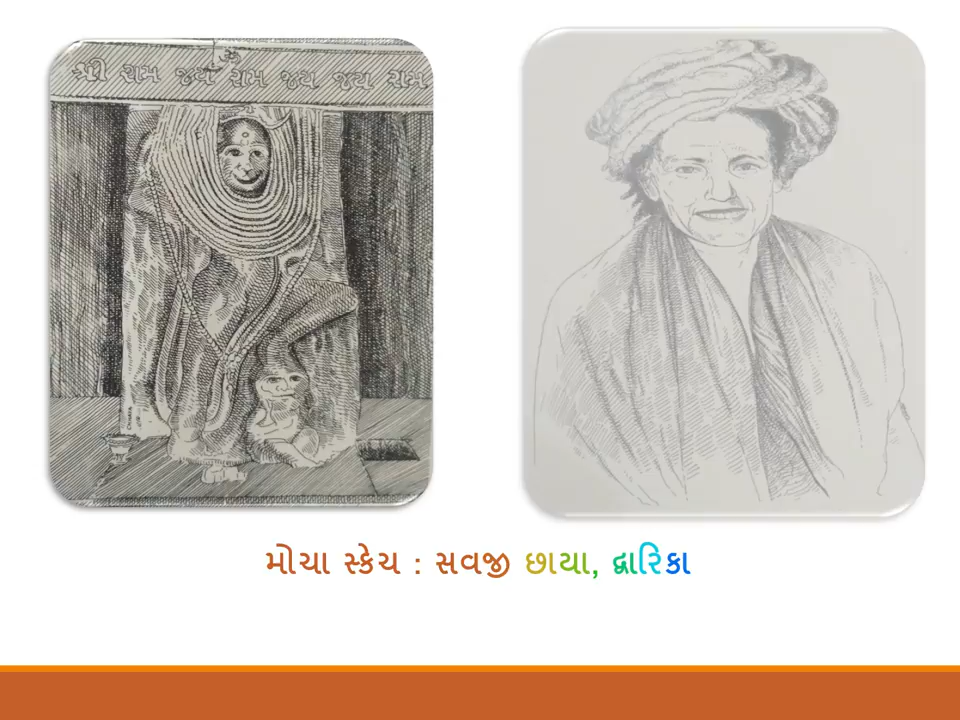 શ્રી રામ જય રામ જય જય રામ
મોચા સ્કેચ : સવજી છાયા, દ્વારિકા